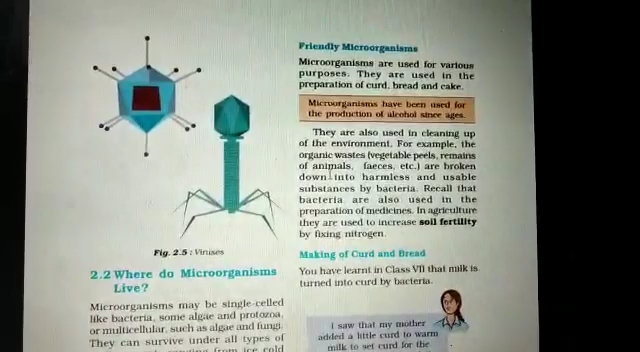 Fig. 2.5 : Viruses
2.2 Where do Microorganisms
Live?
Microorganisms may be single-celled
like bacteria, some algae and protozoa,
or multicellular, such as algae and fungi.
They can survive under all types of
ranging from ice cold
Friendly Microorganisms
Microorganisms are used for various
purposes. They are used in the
preparation of curd, bread and cake.
Microorganisms have been used for
the production of alcohol since ages.
They are also used in cleaning up
of the environment. For example, the
organic wastes (vegetable peels, remains
of animals, faeces, etc.) are broken
down into harmless and usable
substances by bacteria. Recall that
bacteria are also used in the
preparation of medicines. In agriculture
they are used to increase soil fertility
by fixing nitrogen.
Making of Curd and Bread
You have learnt in Class VII that milk is
turned into curd by bacteria.
I saw that my mother
added a little curd to warm
milk to set curd for the